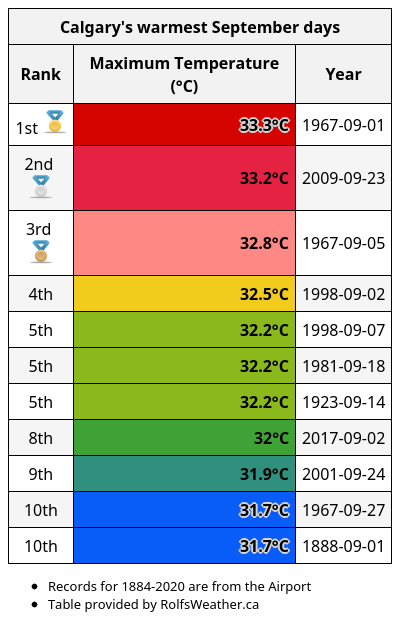 Calgary's warmest September days
Rank Maximum Temperature (°C) Year
1st 33.3°C 1967-09-01
2nd 33.2°C 2009-09-23
3rd 32.8°C 1967-09-05
4th 32.5°C 1998-09-02
5th 32.2°C 1998-09-07
5th 32.2°C 1981-09-18
5th 32.2°C 1923-09-14
8th 32°C 2017-09-02
9th 31.9°C 2001-09-24
10th 31.7°C 1967-09-27
10th 31.7°C 1888-09-01
• Records for 1884-2020 are from the Airport
• Table provided by RolfsWeather.ca